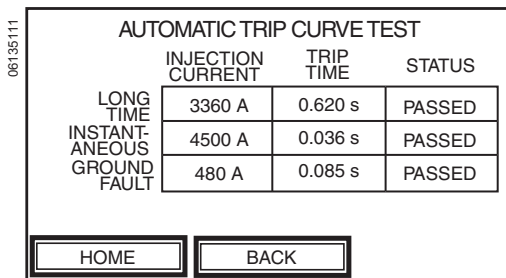 06135111
AUTOMATIC TRIP CURVE TEST
INJECTION CURRENT TRIP TIME STATUS
LONG TIME 3360 A 0.620 s PASSED
INSTANT-ANEOUS 4500 A 0.036 s PASSED
GROUND FAULT 480 A 0.085 s PASSED
HOME BACK